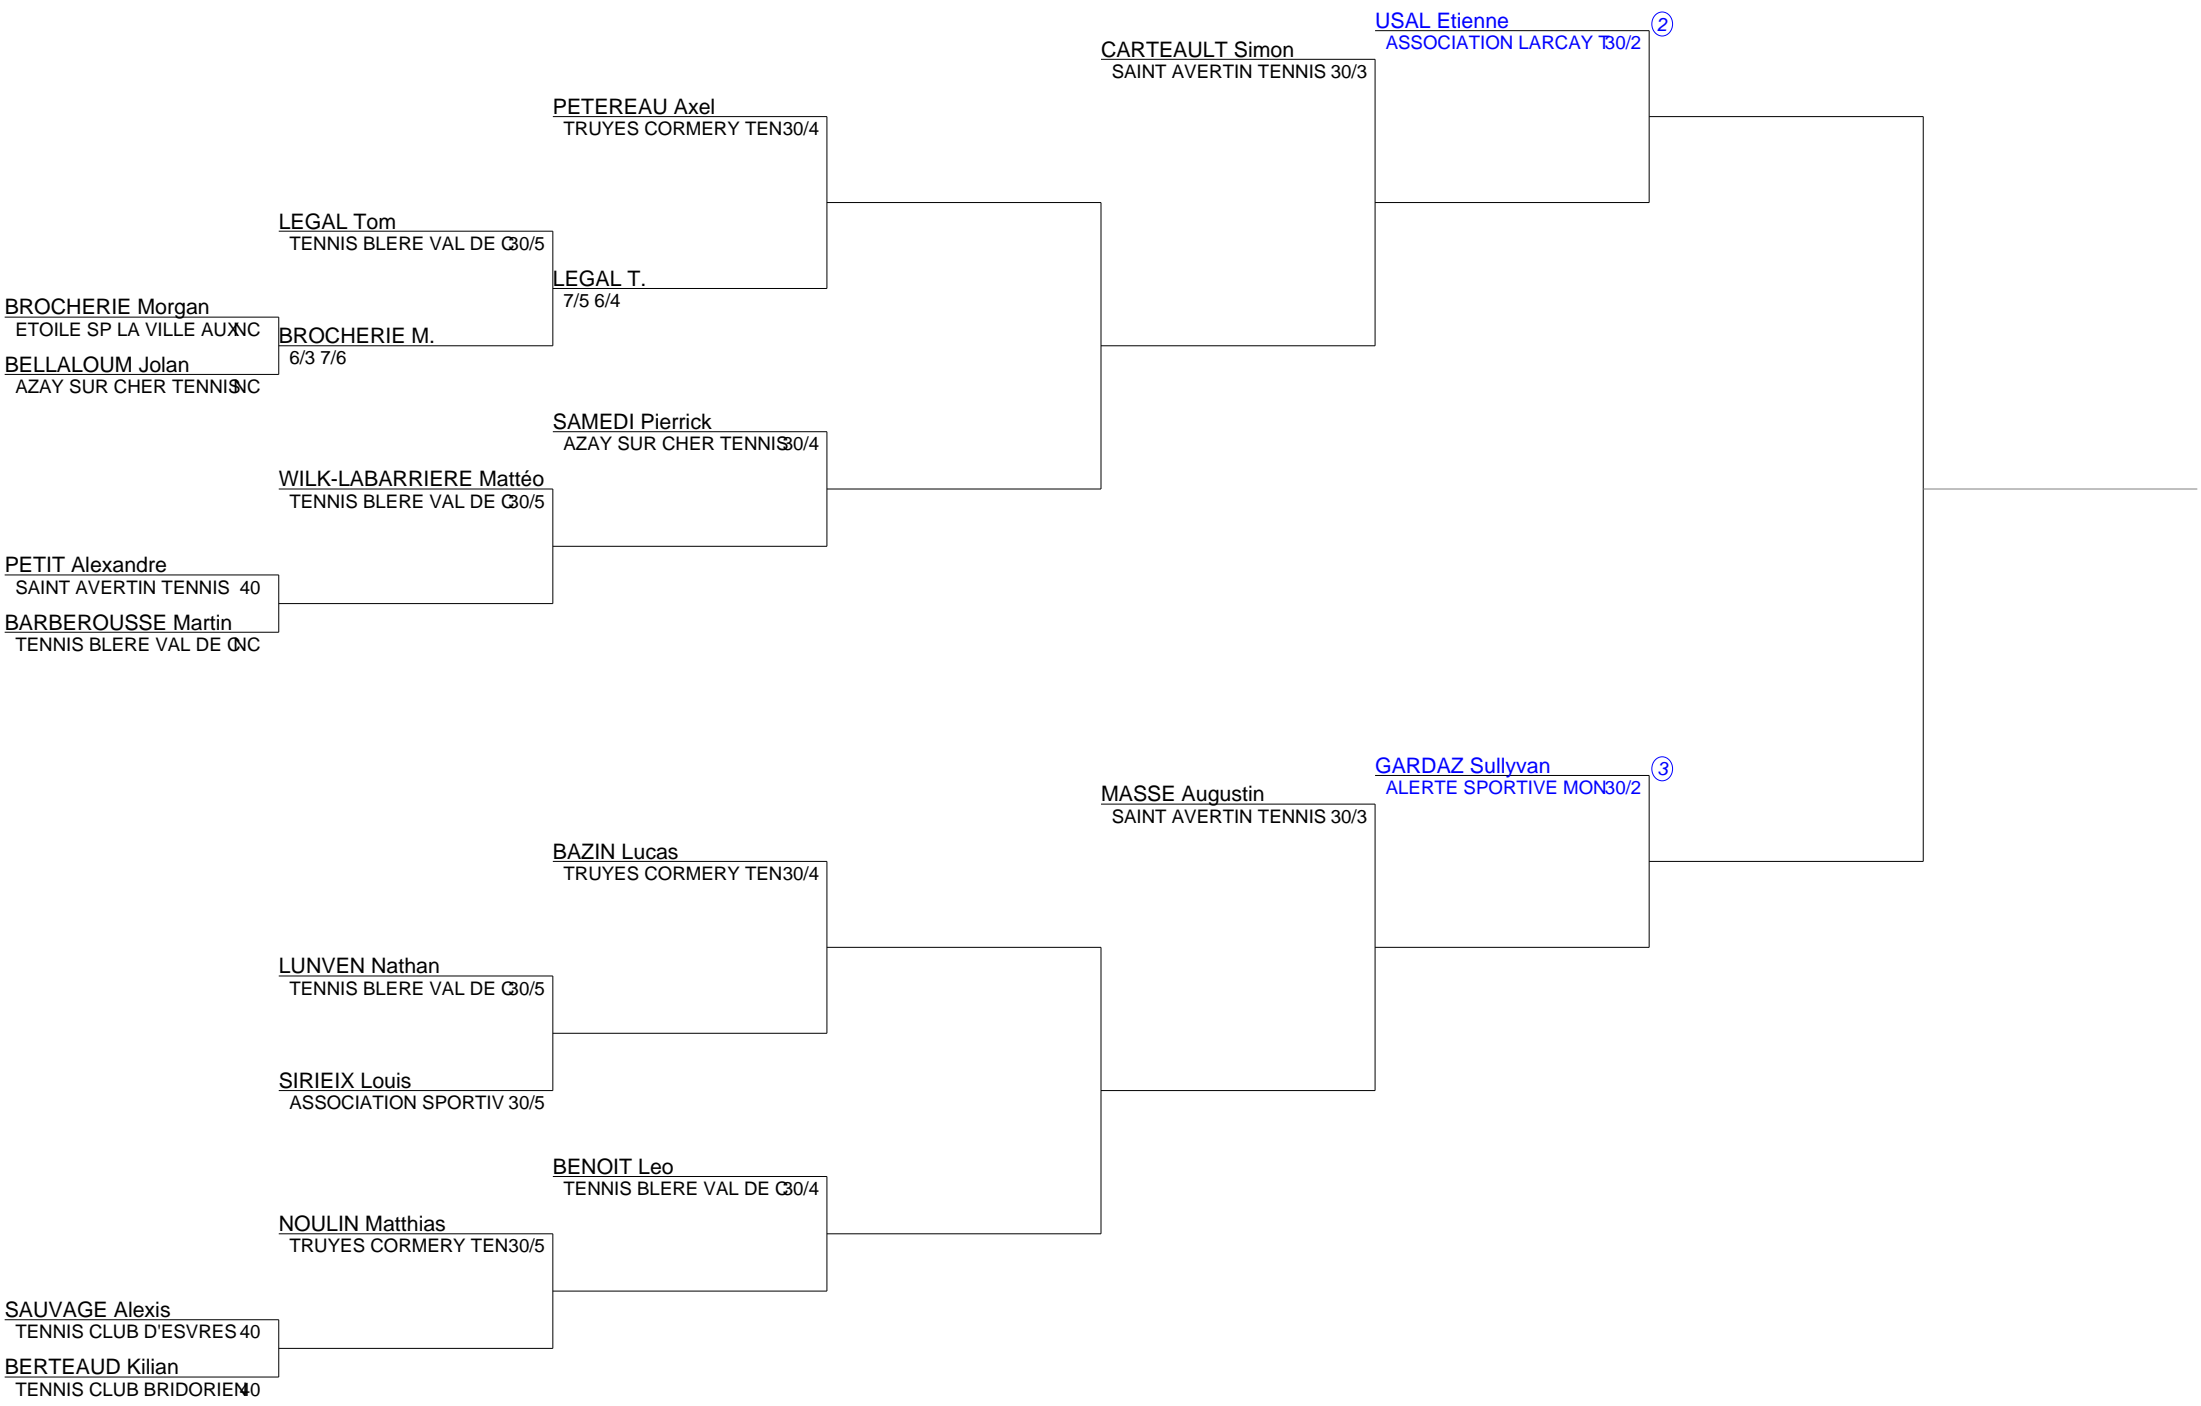 USAL Etienne
2
ASSOCIATION LARCAY T30/2
CARTEAULT Simon
SAINT AVERTIN TENNIS 30/3
PETEREAU Axel
TRUYES CORMERY TEN30/4
LEGAL Tom
TENNIS BLERE VAL DE C30/5
LEGAL T.
7/5 6/4
BROCHERIE Morgan
ETOILE SP LA VILLE AUXNC
BROCHERIE M.
6/3 7/6
BELLALOUM Jolan
AZAY SUR CHER TENNISNC
SAMEDI Pierrick
AZAY SUR CHER TENNIS30/4
WILK-LABARRIERE Mattéo
TENNIS BLERE VAL DE C30/5
PETIT Alexandre
SAINT AVERTIN TENNIS 40
BARBEROUSSE Martin
TENNIS BLERE VAL DE CNC
GARDAZ Sullyvan
3
ALERTE SPORTIVE MON30/2
MASSE Augustin
SAINT AVERTIN TENNIS 30/3
BAZIN Lucas
TRUYES CORMERY TEN30/4
LUNVEN Nathan
TENNIS BLERE VAL DE C30/5
SIRIEIX Louis
ASSOCIATION SPORTIV 30/5
BENOIT Leo
TENNIS BLERE VAL DE C30/4
NOULIN Matthias
TRUYES CORMERY TEN30/5
SAUVAGE Alexis
TENNIS CLUB D'ESVRES 40
BERTEAUD Kilian
TENNIS CLUB BRIDORIEN40